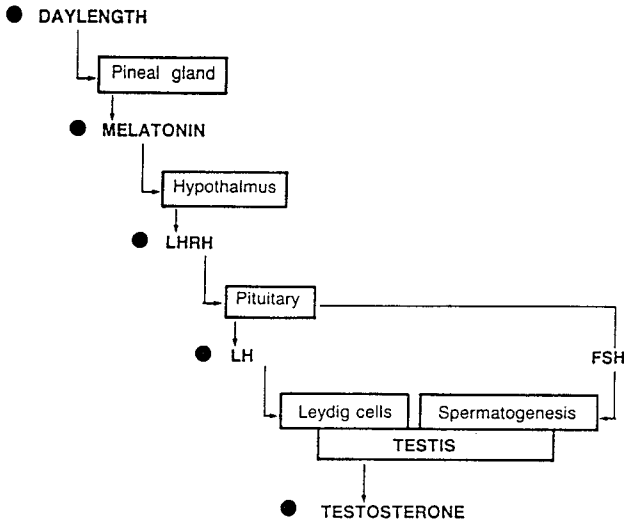 DAYLENGTH
Pineal gland
MELATONIN
Hypothalmus
LHRH
Pituitary
LH
FSH
Leydig cells
Spermatogenesis
TESTIS
TESTOSTERONE